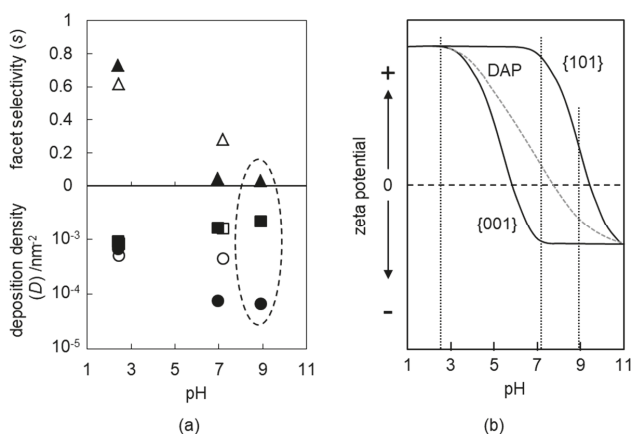 facet selectivity (s)
0.8
0.6
0.4
0.2
0
deposition density
(D) /nm⁻²
10⁻³
10⁻⁴
10⁻⁵
1 3 5 7 9 11
pH
(a)
zeta potential
+
0
-
DAP
{101}
{001}
1 3 5 7 9 11
pH
(b)